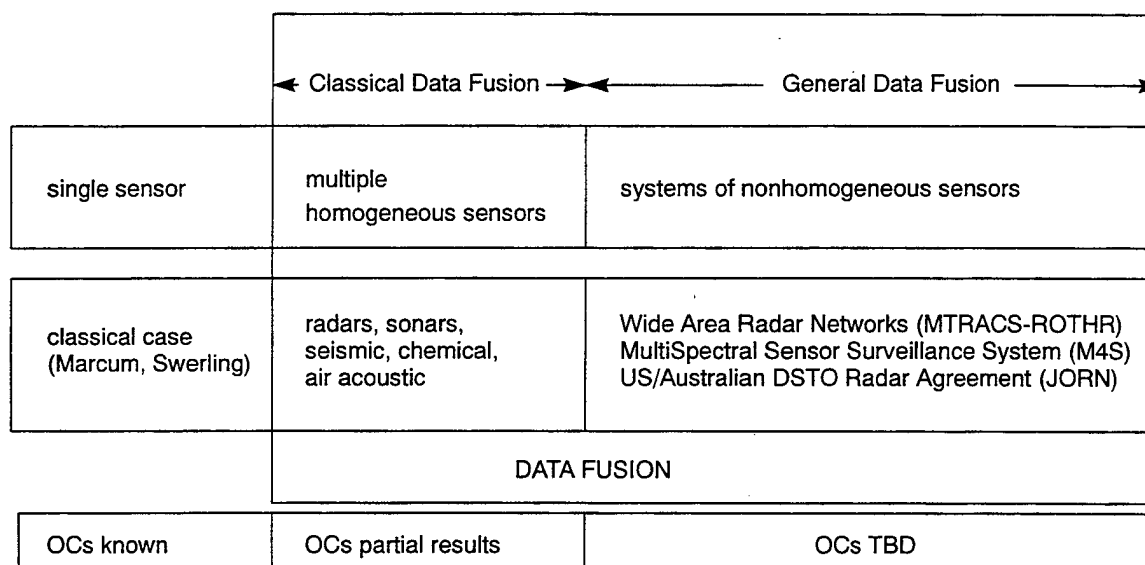 Classical Data Fusion
General Data Fusion
single sensor
multiple
homogeneous sensors
systems of nonhomogeneous sensors
classical case
(Marcum, Swerling)
radars, sonars,
seismic, chemical,
air acoustic
Wide Area Radar Networks (MTRACS-ROTHR)
MultiSpectral Sensor Surveillance System (M4S)
US/Australian DSTO Radar Agreement (JORN)
DATA FUSION
OCs known
OCs partial results
OCs TBD